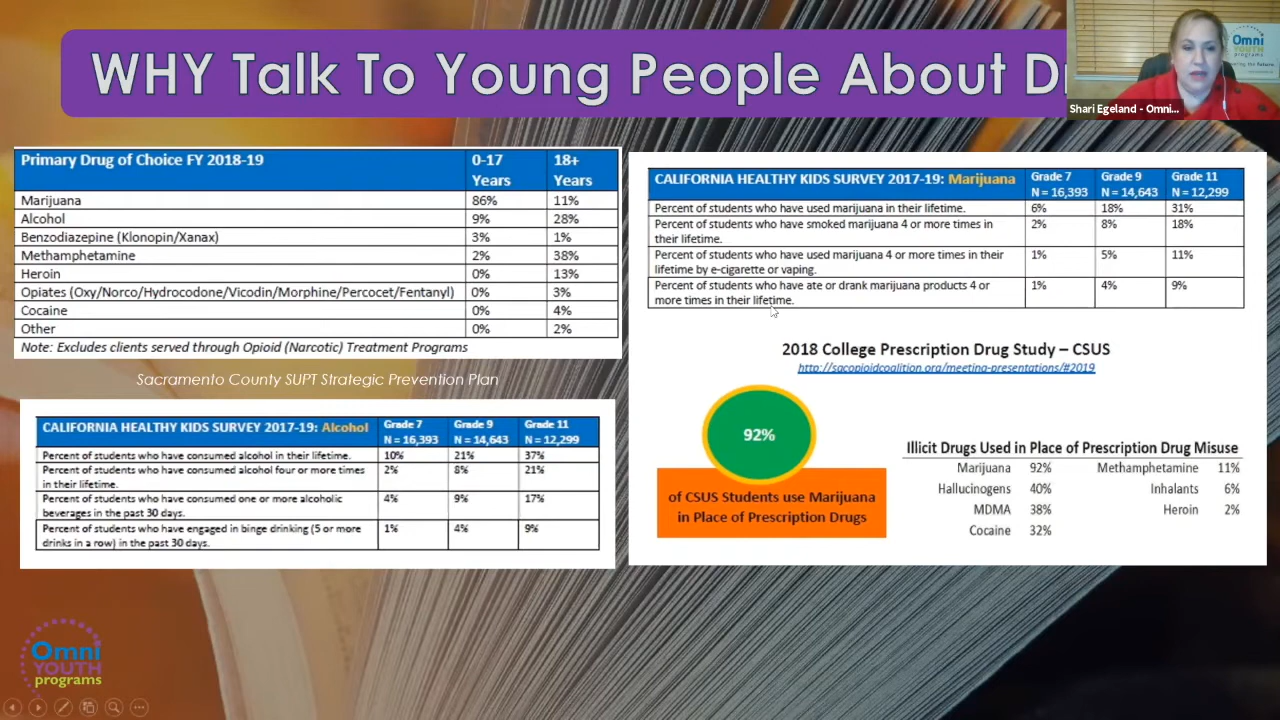 WHY Talk To Young People About D
Omni
YOUTH
programs
Shari Egeland - Omni...
Primary Drug of Choice FY 2018-19 0-17 Years 18+ Years
Marijuana 86% 11%
Alcohol 9% 28%
Benzodiazepine (Klonopin/Xanax) 3% 1%
Methamphetamine 2% 38%
Heroin 0% 13%
Opiates (Oxy/Norco/Hydrocodone/Vicodin/Morphine/Percocet/Fentanyl) 0% 3%
Cocaine 0% 4%
Other 0% 2%
Note: Excludes clients served through Opioid (Narcotic) Treatment Programs
Sacramento County SUPT Strategic Prevention Plan
CALIFORNIA HEALTHY KIDS SURVEY 2017-19: Alcohol Grade 7 Grade 9 Grade 11
N = 16,393 N = 14,643 N = 12,299
Percent of students who have consumed alcohol in their lifetime. 10% 21% 37%
Percent of students who have consumed alcohol four or more times 2% 8% 21%
in their lifetime.
Percent of students who have consumed one or more alcoholic 4% 9% 17%
beverages in the past 30 days.
Percent of students who have engaged in binge drinking (5 or more 1% 4% 9%
drinks in a row) in the past 30 days.
CALIFORNIA HEALTHY KIDS SURVEY 2017-19: Marijuana Grade 7 Grade 9 Grade 11
N = 16,393 N = 14,643 N = 12,299
Percent of students who have used marijuana in their lifetime. 6% 18% 31%
Percent of students who have smoked marijuana 4 or more times in 2% 8% 18%
their lifetime.
Percent of students who have used marijuana 4 or more times in their 1% 5% 11%
lifetime by e-cigarette or vaping.
Percent of students who have ate or drank marijuana products 4 or 1% 4% 9%
more times in their lifetime.
2018 College Prescription Drug Study – CSUS
http://sacopioidcoalition.org/meeting-presentations/#2019
92%
of CSUS Students use Marijuana
in Place of Prescription Drugs
Illicit Drugs Used in Place of Prescription Drug Misuse
Marijuana 92% Methamphetamine 11%
Hallucinogens 40% Inhalants 6%
MDMA 38% Heroin 2%
Cocaine 32%
Omni
YOUTH
programs